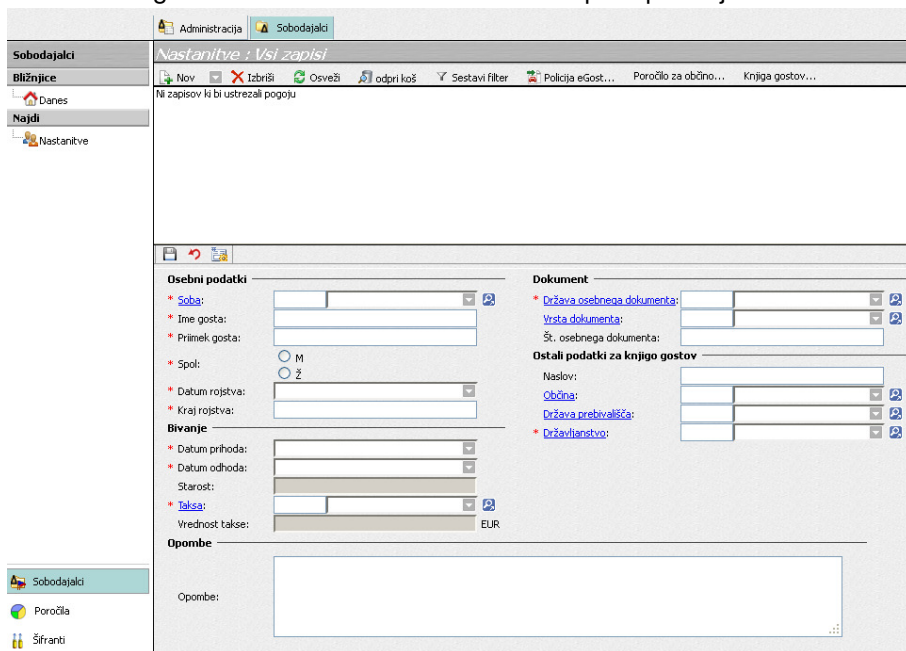 Administracija Sobodajalci
Sobodajalci
Nastanitve : Vsi zapisi
Bližnjice
Nov Izbriši Osveži odpri koš Sestavi filter Policija eGost... Poročilo za občino... Knjiga gostov...
Danes
Ni zapisov ki bi ustrezali pogoju
Najdi
Nastanitve
Osebni podatki
* Soba:
* Ime gosta:
* Priimek gosta:
* Spol:
M
Ž
* Datum rojstva:
* Kraj rojstva:
Bivanje
* Datum prihoda:
* Datum odhoda:
Starost:
* Taksa:
Vrednost takse: EUR
Dokument
* Država osebnega dokumenta:
Vrsta dokumenta:
Št. osebnega dokumenta:
Ostali podatki za knjigo gostov
Naslov:
Občina:
Država prebivališča:
* Državljanstvo:
Opombe
Opombe:
Sobodajalci
Poročila
Šifranti